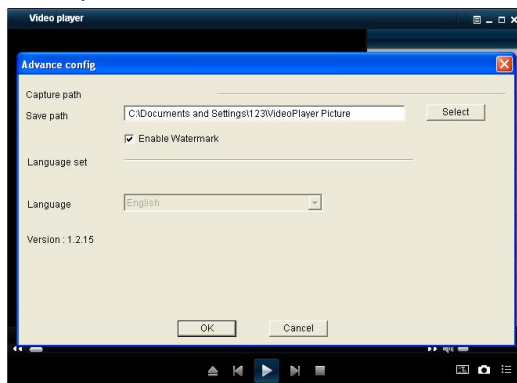 Video player
Advance config
Capture path
Save path C:\Documents and Settings\123\VideoPlayer Picture Select
Enable Watermark
Language set
Language English
Version : 1.2.15
OK Cancel